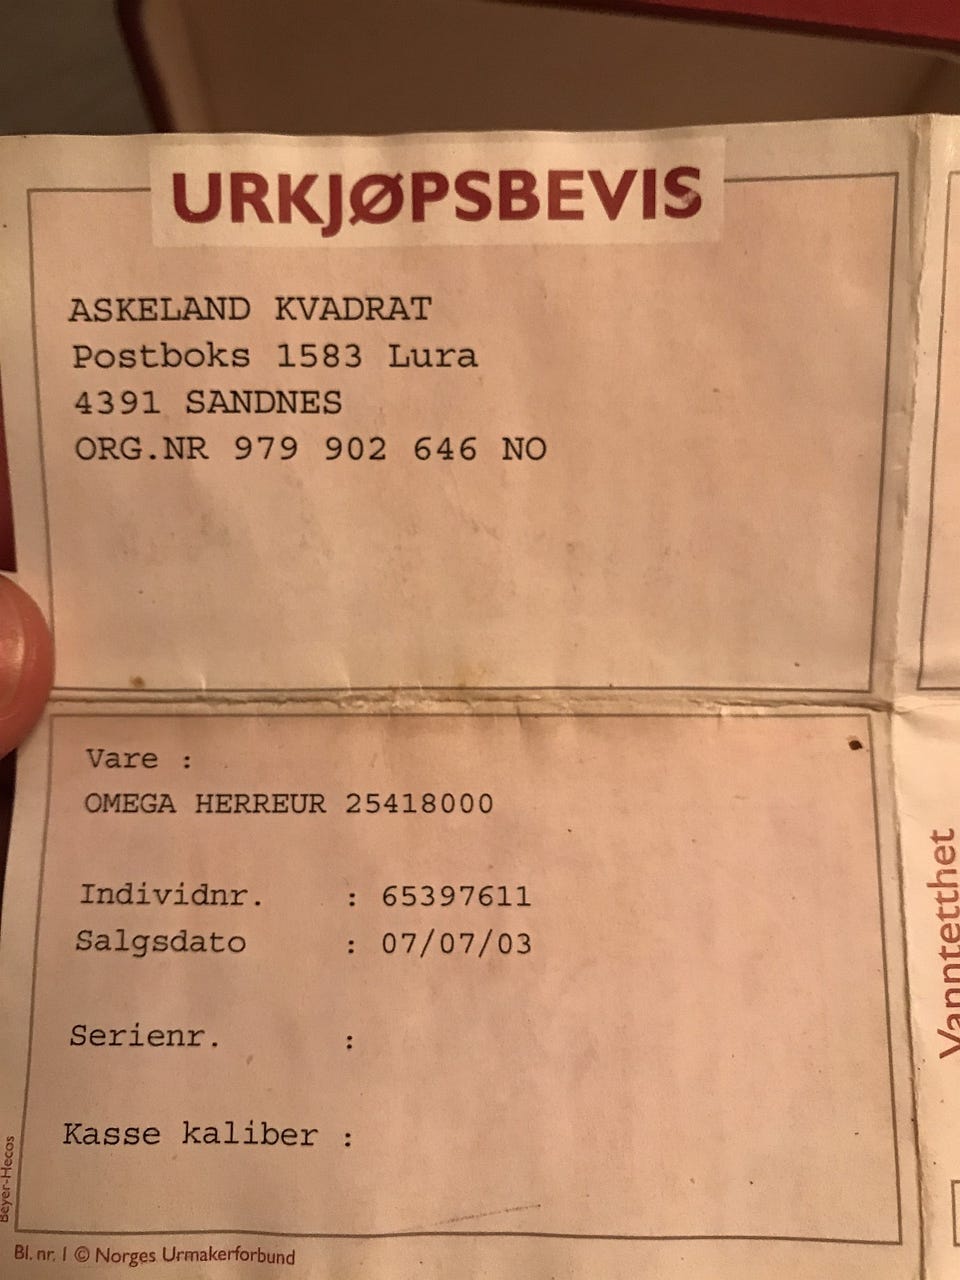 URKJØPSBEVIS
ASKELAND KVADRAT
Postboks 1583 Lura
4391 SANDNES
ORG.NR 979 902 646 NO
Vare :
OMEGA HERREUR 25418000
Individnr. : 65397611
Salgsdato : 07/07/03
Serienr. :
Kasse kaliber :
Beyer-Hecos
Bl. nr. 1 © Norges Urmakerforbund
Vanntetthet